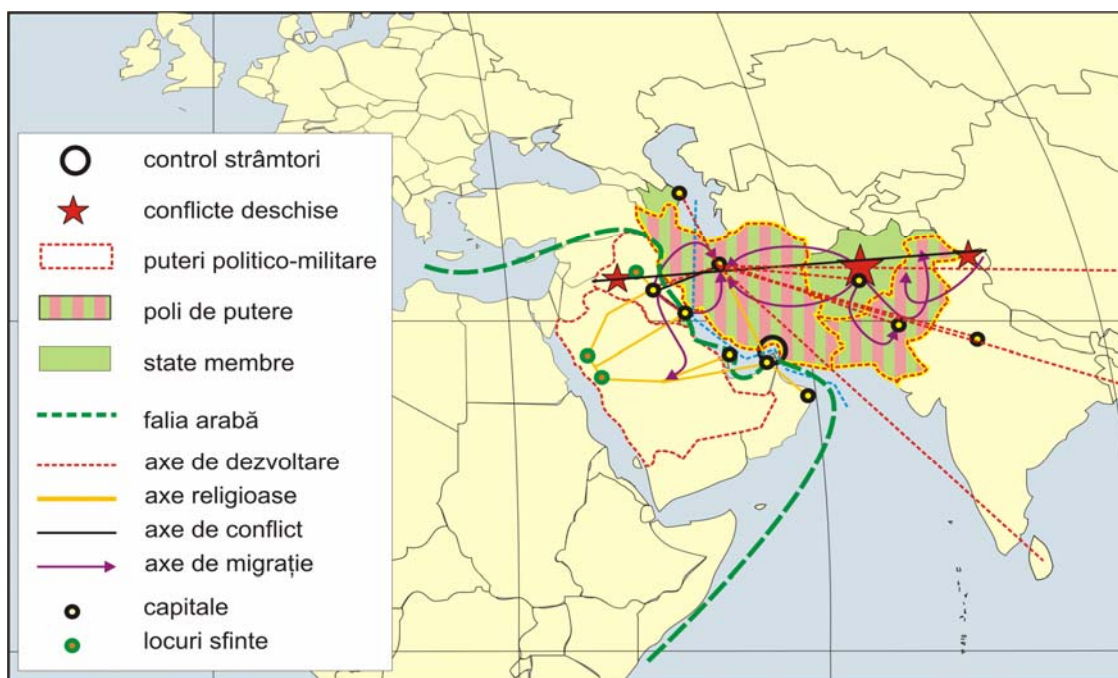 control strâmtori
conflicte deschise
puteri politico-militare
poli de putere
state membre
falia arabă
axe de dezvoltare
axe religioase
axe de conflict
axe de migrație
capitale
locuri sfinte